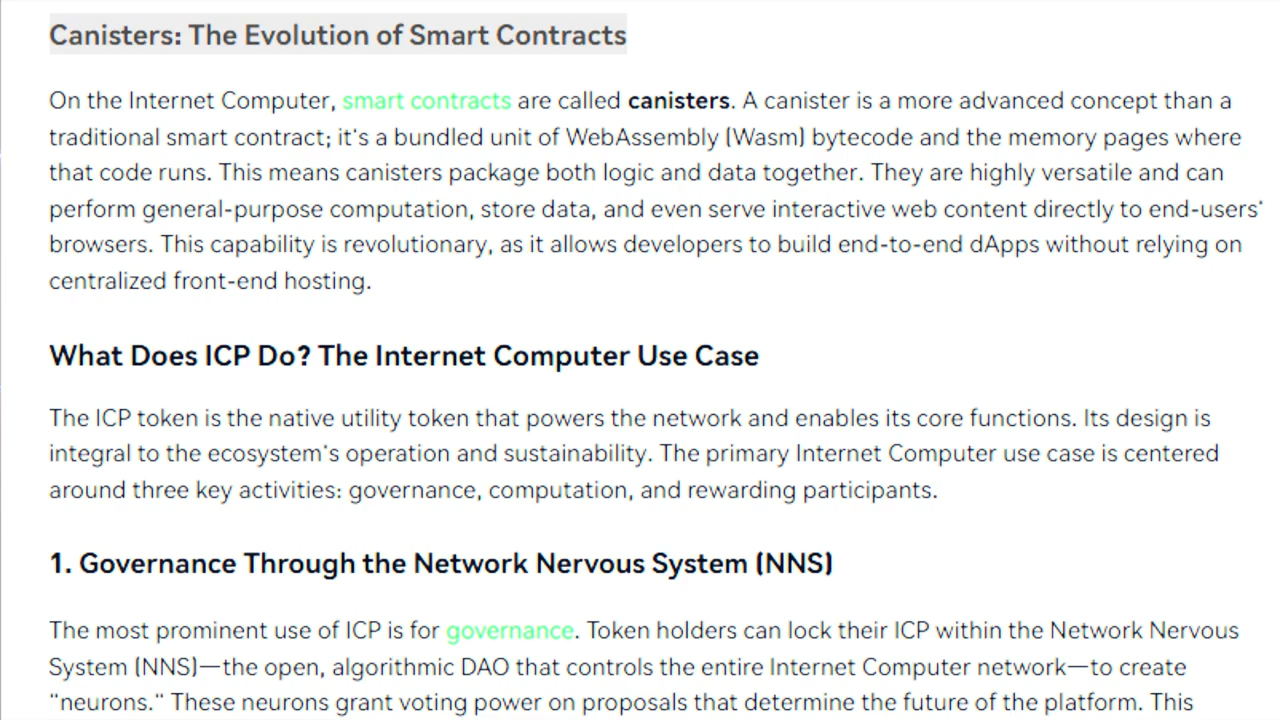 Canisters: The Evolution of Smart Contracts
On the Internet Computer, smart contracts are called canisters. A canister is a more advanced concept than a
traditional smart contract; it's a bundled unit of WebAssembly (Wasm) bytecode and the memory pages where
that code runs. This means canisters package both logic and data together. They are highly versatile and can
perform general-purpose computation, store data, and even serve interactive web content directly to end-users'
browsers. This capability is revolutionary, as it allows developers to build end-to-end dApps without relying on
centralized front-end hosting.
What Does ICP Do? The Internet Computer Use Case
The ICP token is the native utility token that powers the network and enables its core functions. Its design is
integral to the ecosystem's operation and sustainability. The primary Internet Computer use case is centered
around three key activities: governance, computation, and rewarding participants.
1. Governance Through the Network Nervous System (NNS)
The most prominent use of ICP is for governance. Token holders can lock their ICP within the Network Nervous
System (NNS)—the open, algorithmic DAO that controls the entire Internet Computer network—to create
"neurons." These neurons grant voting power on proposals that determine the future of the platform. This